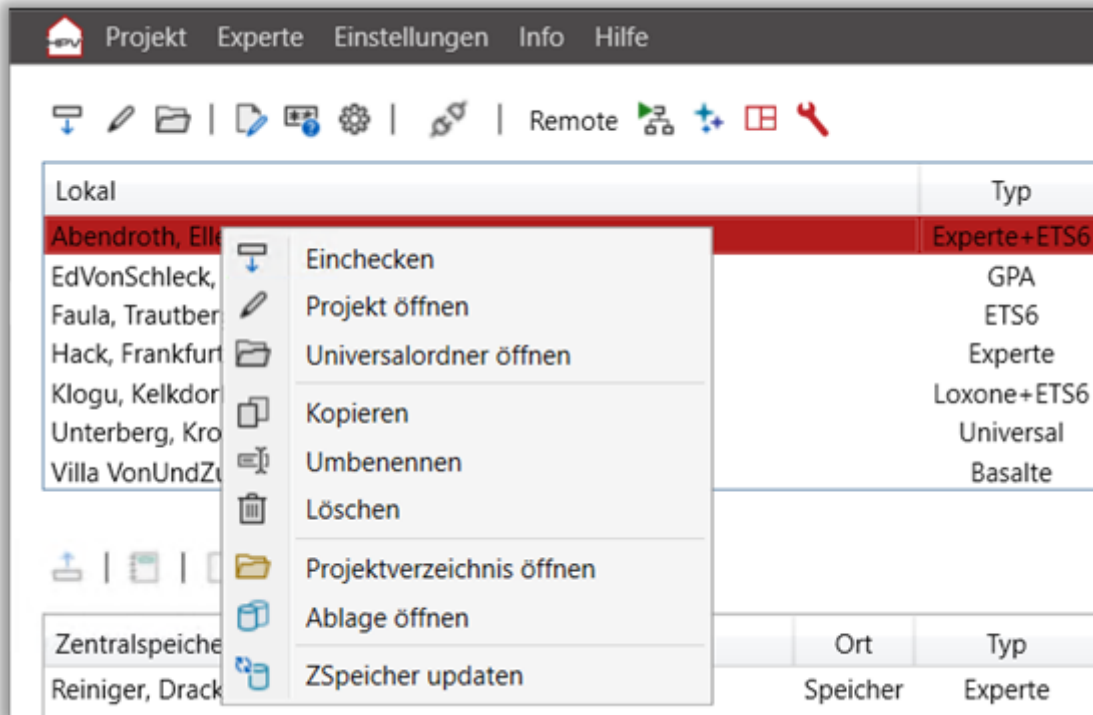 HPV Projekt Experte Einstellungen Info Hilfe
Remote
Lokal Typ
Abendroth, Elle Experte+ETS6
EdVonSchleck, GPA
Faula, Trautber ETS6
Hack, Frankfurt Experte
Klogu, Kelkdorf Loxone+ETS6
Unterberg, Kro Universal
Villa VonUndZu Basalte
Einchecken
Projekt öffnen
Universalordner öffnen
Kopieren
Umbenennen
Löschen
Projektverzeichnis öffnen
Ablage öffnen
ZSpeicher updaten
Zentralspeiche Ort Typ
Reiniger, Drack Speicher Experte